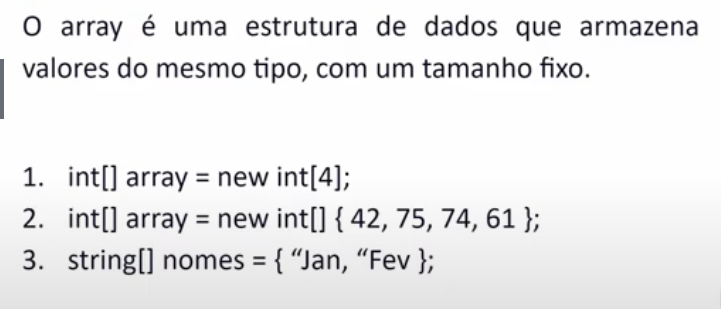 O array é uma estrutura de dados que armazena
valores do mesmo tipo, com um tamanho fixo.
1. int[] array = new int[4];
2. int[] array = new int[] { 42, 75, 74, 61 };
3. string[] nomes = { “Jan, “Fev };